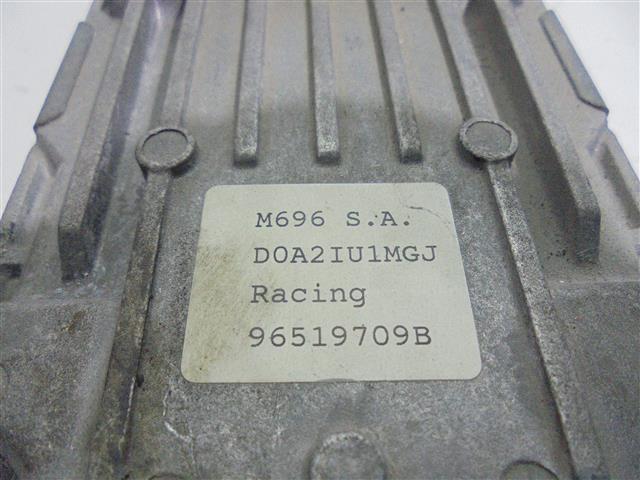 M696 S.A.
D0A2IU1MGJ
Racing
96519709B